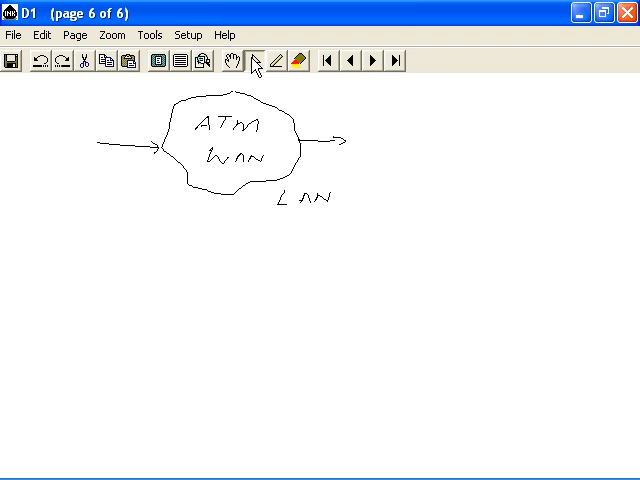 D1 (page 6 of 6)
File Edit Page Zoom Tools Setup Help
ATM
WAN
LAN